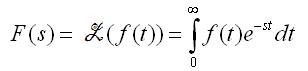 F(s) = ℒ(f(t)) = ∫₀^∞ f(t)e^{-st} dt